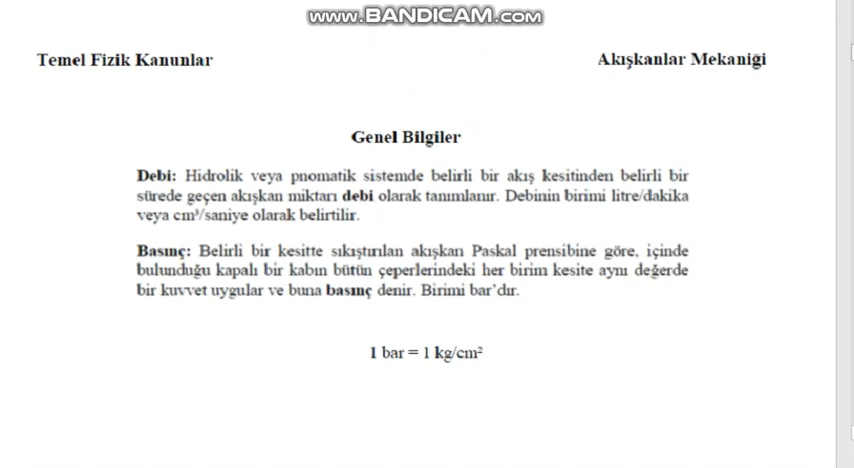 www.BANDICAM.com
Temel Fizik Kanunlar
Akışkanlar Mekaniği
Genel Bilgiler
Debi: Hidrolik veya pnomatik sistemde belirli bir akış kesitinden belirli bir
sürede geçen akışkan miktarı debi olarak tanımlanır. Debinin birimi litre/dakika
veya cm³/saniye olarak belirtilir.
Basınç: Belirli bir kesitte sıkıştırılan akışkan Paskal prensibine göre, içinde
bulunduğu kapalı bir kabın bütün çeperlerindeki her birim kesite aynı değerde
bir kuvvet uygular ve buna basınç denir. Birimi bar'dır.
1 bar = 1 kg/cm²